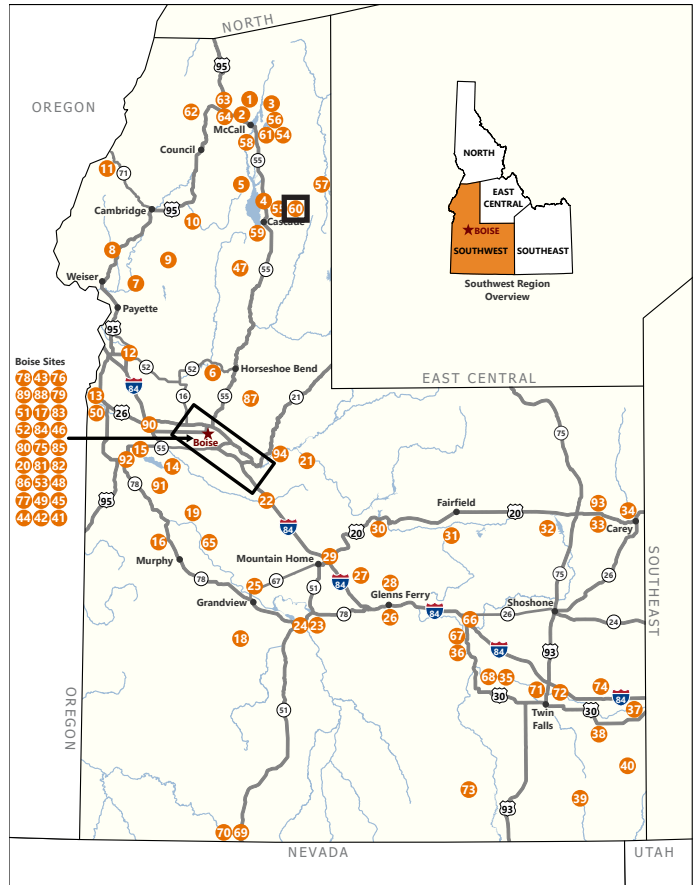 NORTH
95
OREGON
63
1
3
62
64
2
56
McCall
61
54
58
Council
55
11
71
5
57
4
55
60
Cambridge
95
10
Cascade
59
8
9
47
55
Weiser
7
Payette
95
NORTH
EAST
CENTRAL
BOISE
SOUTHWEST
SOUTHEAST
Southwest Region
Overview
12
52
52
Horseshoe Bend
6
84
EAST CENTRAL
Boise Sites
78 43 76
89 88 79
51 17 83
52 84 46
80 75 85
20 81 82
86 53 48
77 49 45
44 42 41
13
16
55
87
21
50
26
90
Boise
75
15
55
94
21
92
14
78
91
22
95
19
84
Fairfield
20
93
34
30
20
31
32
33
Carey
16
65
Murphy
Mountain Home
29
78
67
84
27
28
75
26
25
51
Grandview
Glenns Ferry
Shoshone
78
26
84
66
26
24
24
23
18
67
36
84
93
SOUTHEAST
68
35
30
71
72
74
84
OREGON
51
Twin
Falls
30
37
38
40
73
39
93
70
69
NEVADA
UTAH